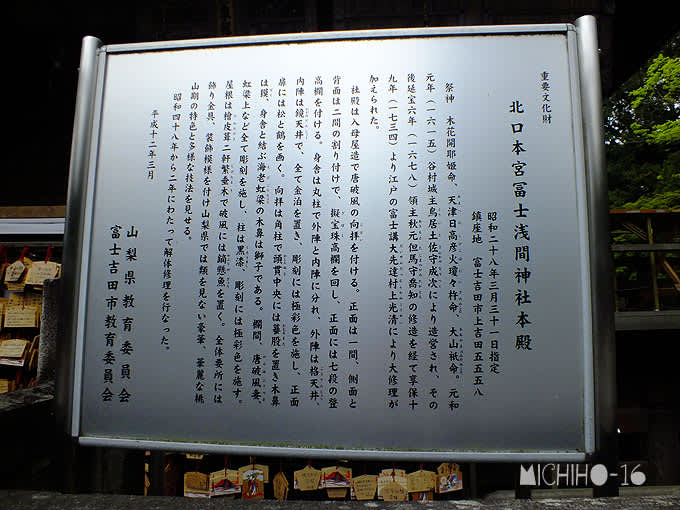 重要文化財
北口本宮冨士浅間神社本殿
昭和二十八年三月三十一日指定
鎮座地 富士吉田市上吉田五五五八
祭神 木花開耶姫命、天津日高彦火瓊々杵命、大山祇命。元和
元年(一六一五)谷村城主鳥居土佐守成次により造営され、その
後延宝六年(一六七八)領主秋元但馬守喬知の修造を経て享保十
九年(一七三四)より江戸の富士講大先達村上光清により大修理が
加えられた。
社殿は入母屋造で唐破風の向拝を付ける。正面は一間、側面と
背面は二間の割り付けで、擬宝珠高欄を回し、正面には七段の登
高欄を付ける。身舎は丸柱で外陣と内陣に分れ、外陣は格天井、
内陣は鏡天井で、全て金泊を置き、彫刻には極彩色を施し、正面
扉には松と鶴を画く。向拝は角柱で頭貫中央には蟇股を置き木鼻
は獏、身舎と結ぶ海老虹梁の木鼻は獅子である。欄間、唐破風妻、
虹梁上など全て彫刻を施し、柱は黒漆、彫刻には極彩色を施す。
屋根は檜皮葺二軒繁垂木で破風には鏑懸魚を置く。全体要所には
飾り金具、装飾模様を付け山梨県では類を見ない豪華、華麗な桃
山期の特色と多様な技法を見せる。
昭和四十八年から二年にわたって解体修理を行なった。
平成十二年三月
山梨県教育委員会
富士吉田市教育委員会
MICHIHO-16